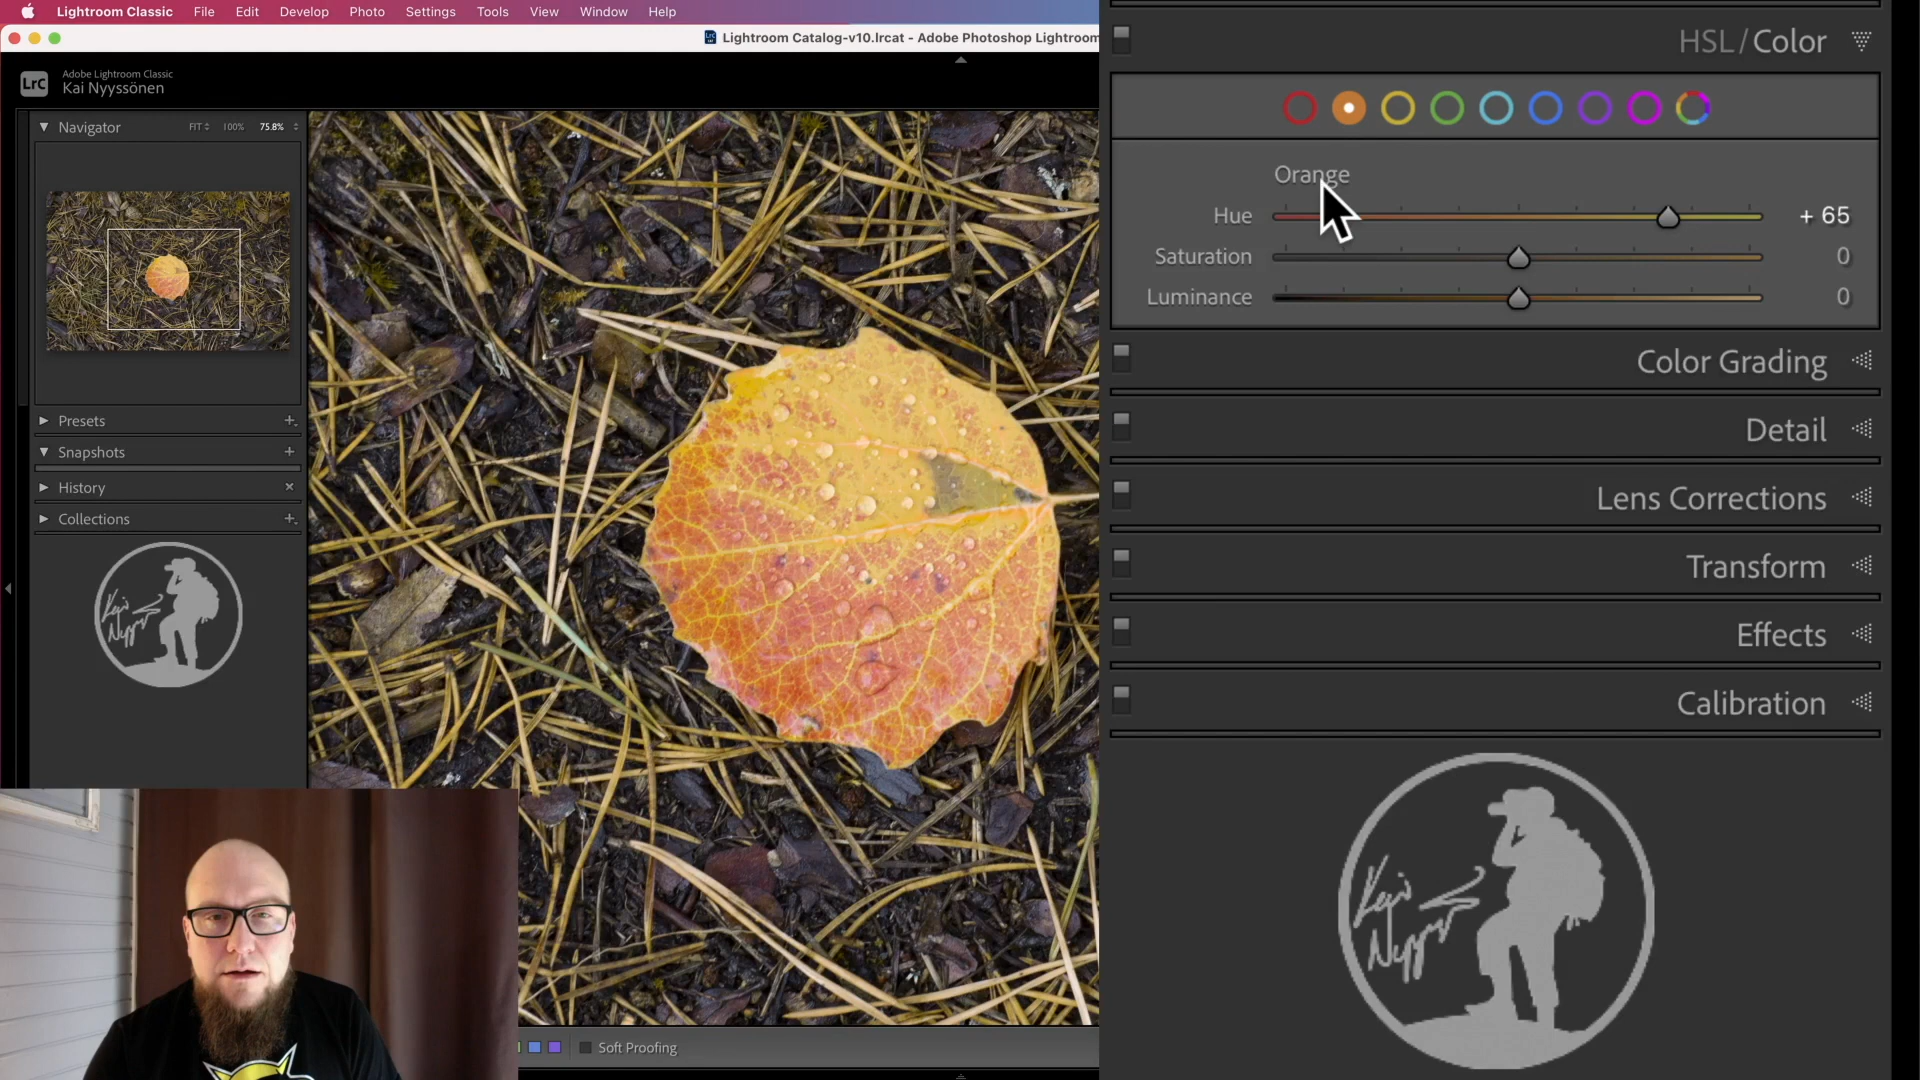 Lightroom Classic File Edit Develop Photo Settings Tools View Window Help
Lightroom Catalog-v10.lrcat - Adobe Photoshop Lightroom
LrC
Adobe Lightroom Classic
Kai Nyyssönen
Navigator FIT 100% 75.8%
Presets
Snapshots
History
Collections
Soft Proofing
HSL / Color
Orange
Hue + 65
Saturation 0
Luminance 0
Color Grading
Detail
Lens Corrections
Transform
Effects
Calibration